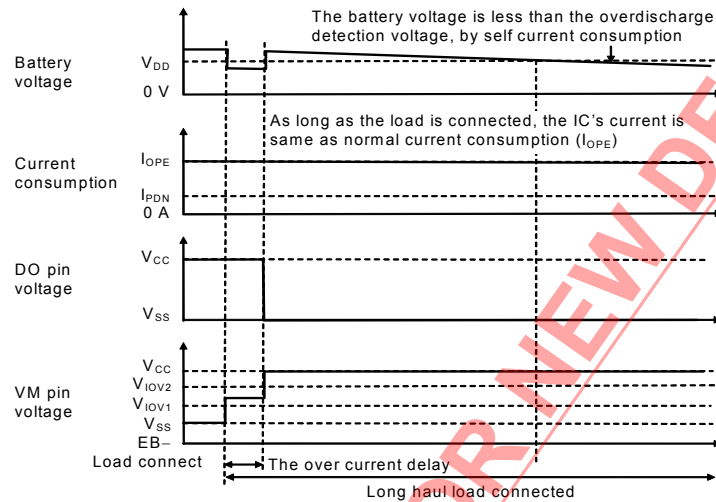 The battery voltage is less than the overdischarge
detection voltage, by self current consumption
Battery
voltage
VDD
0 V
As long as the load is connected, the IC's current is
same as normal current consumption (IOPE)
Current
consumption
IOPE
IPDN
0 A
DO pin
voltage
VCC
VSS
VM pin
voltage
VCC
VIOV2
VIOV1
VSS
EB−
Load connect
The over current delay
Long haul load connected
OR NEW DE